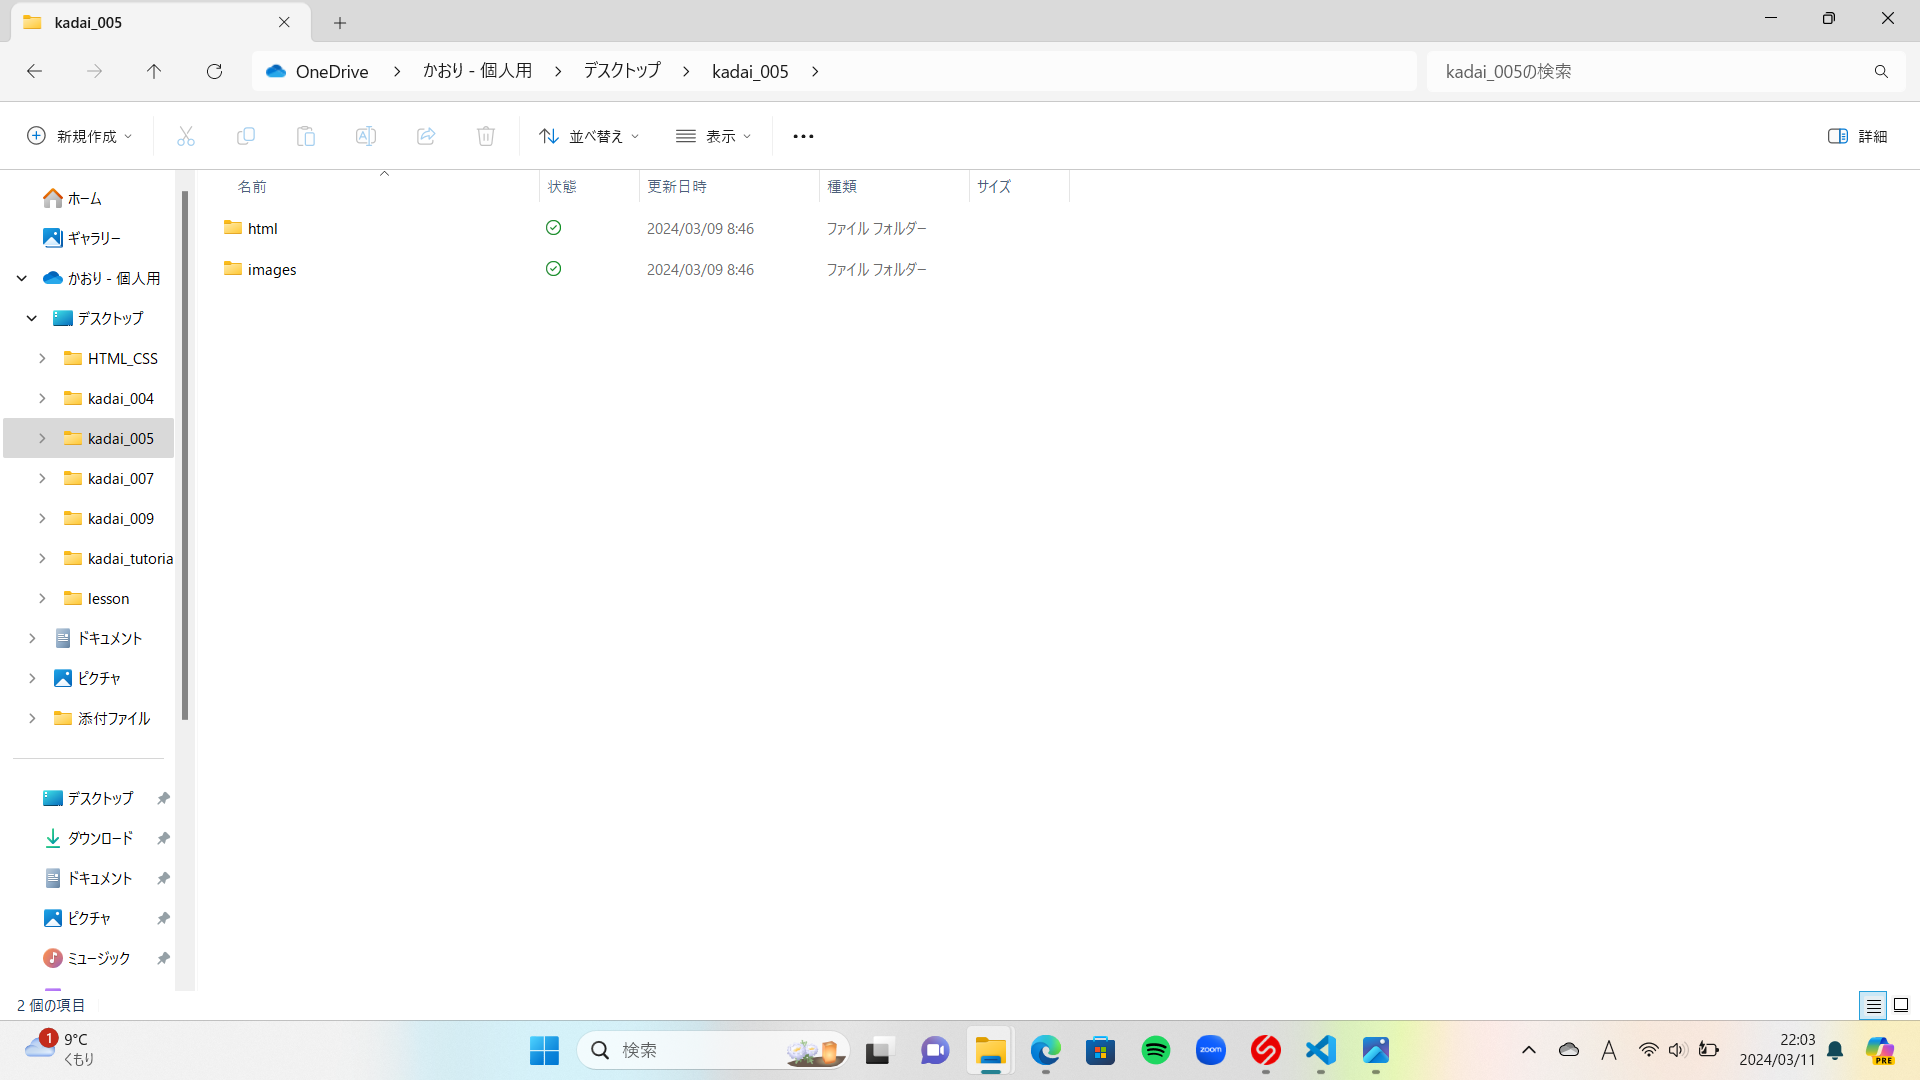 kadai_005
OneDrive > かおり - 個人用 > デスクトップ > kadai_005 >
kadai_005の検索
新規作成
並べ替え
表示
詳細
名前 状態 更新日時 種類 サイズ
html 2024/03/09 8:46 ファイル フォルダー
images 2024/03/09 8:46 ファイル フォルダー
ホーム
ギャラリー
かおり - 個人用
デスクトップ
HTML_CSS
kadai_004
kadai_005
kadai_007
kadai_009
kadai_tutoria
lesson
ドキュメント
ピクチャ
添付ファイル
デスクトップ
ダウンロード
ドキュメント
ピクチャ
ミュージック
2 個の項目
1
9°C
くもり
検索
zoom
A
22:03
2024/03/11
PRE